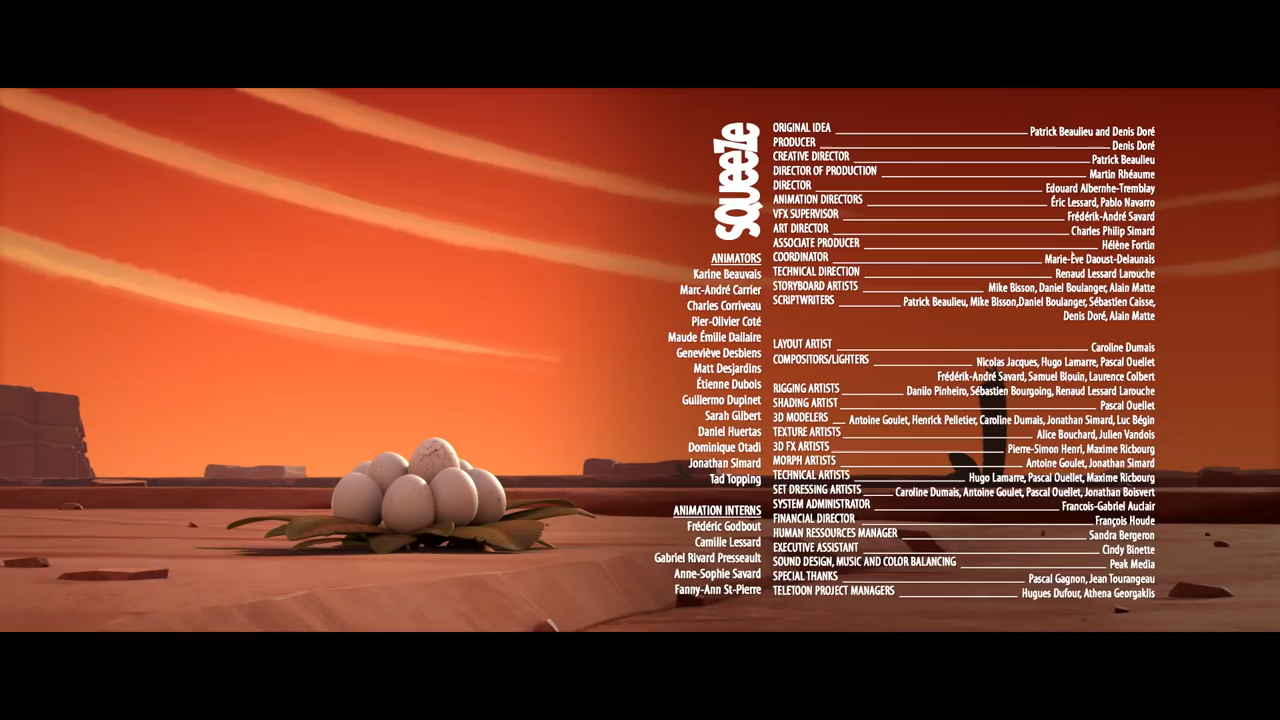 squeeze
ANIMATORS
Karine Beauvais
Marc-André Carrier
Charles Corriveau
Pier-Olivier Coté
Maude Émilie Dallaire
Geneviève Desbiens
Matt Desjardins
Étienne Dubois
Guillermo Dupinet
Sarah Gilbert
Daniel Huertas
Dominique Otadi
Jonathan Simard
Tad Topping
ANIMATION INTERNS
Frédéric Godbout
Camille Lessard
Gabriel Rivard Presseault
Anne-Sophie Savard
Fanny-Ann St-Pierre
ORIGINAL IDEA Patrick Beaulieu and Denis Doré
PRODUCER Denis Doré
CREATIVE DIRECTOR Patrick Beaulieu
DIRECTOR OF PRODUCTION Martin Rhéaume
DIRECTOR Edouard Albernhe-Tremblay
ANIMATION DIRECTORS Éric Lessard, Pablo Navarro
VFX SUPERVISOR Frédérik-André Savard
ART DIRECTOR Charles Philip Simard
ASSOCIATE PRODUCER Hélène Fortin
COORDINATOR Marie-Ève Daoust-Delaunais
TECHNICAL DIRECTION Renaud Lessard Larouche
STORYBOARD ARTISTS Mike Bisson, Daniel Boulanger, Alain Matte
SCRIPTWRITERS Patrick Beaulieu, Mike Bisson,Daniel Boulanger, Sébastien Caisse,
Denis Doré, Alain Matte
LAYOUT ARTIST Caroline Dumais
COMPOSITORS/LIGHTERS Nicolas Jacques, Hugo Lamarre, Pascal Ouellet
Frédérik-André Savard, Samuel Blouin, Laurence Colbert
RIGGING ARTISTS Danilo Pinheiro, Sébastien Bourgoing, Renaud Lessard Larouche
SHADING ARTIST Pascal Ouellet
3D MODELERS Antoine Goulet, Henrick Pelletier, Caroline Dumais, Jonathan Simard, Luc Bégin
TEXTURE ARTISTS Alice Bouchard, Julien Vandois
3D FX ARTISTS Pierre-Simon Henri, Maxime Ricbourg
MORPH ARTISTS Antoine Goulet, Jonathan Simard
TECHNICAL ARTISTS Hugo Lamarre, Pascal Ouellet, Maxime Ricbourg
SET DRESSING ARTISTS Caroline Dumais, Antoine Goulet, Pascal Ouellet, Jonathan Boisvert
SYSTEM ADMINISTRATOR Francois-Gabriel Auclair
FINANCIAL DIRECTOR François Houde
HUMAN RESSOURCES MANAGER Sandra Bergeron
EXECUTIVE ASSISTANT Cindy Binette
SOUND DESIGN, MUSIC AND COLOR BALANCING Peak Media
SPECIAL THANKS Pascal Gagnon, Jean Tourangeau
TELETOON PROJECT MANAGERS Hugues Dufour, Athena Georgaklis